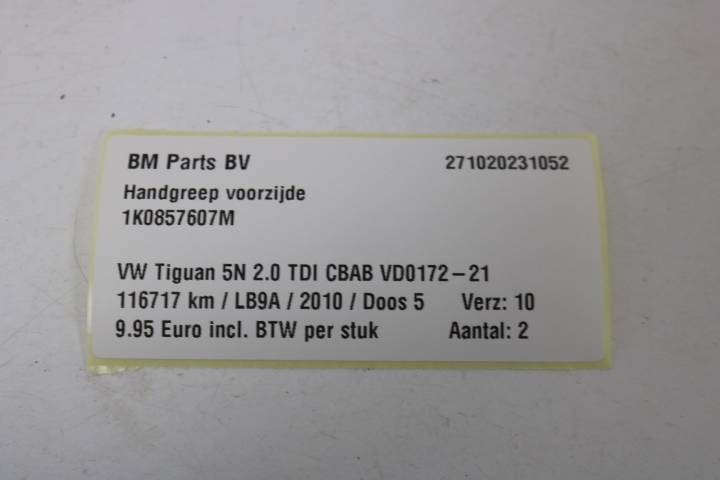 BM Parts BV 271020231052
Handgreep voorzijde
1K0857607M
VW Tiguan 5N 2.0 TDI CBAB VD0172-21
116717 km / LB9A / 2010 / Doos 5 Verz: 10
9.95 Euro incl. BTW per stuk Aantal: 2